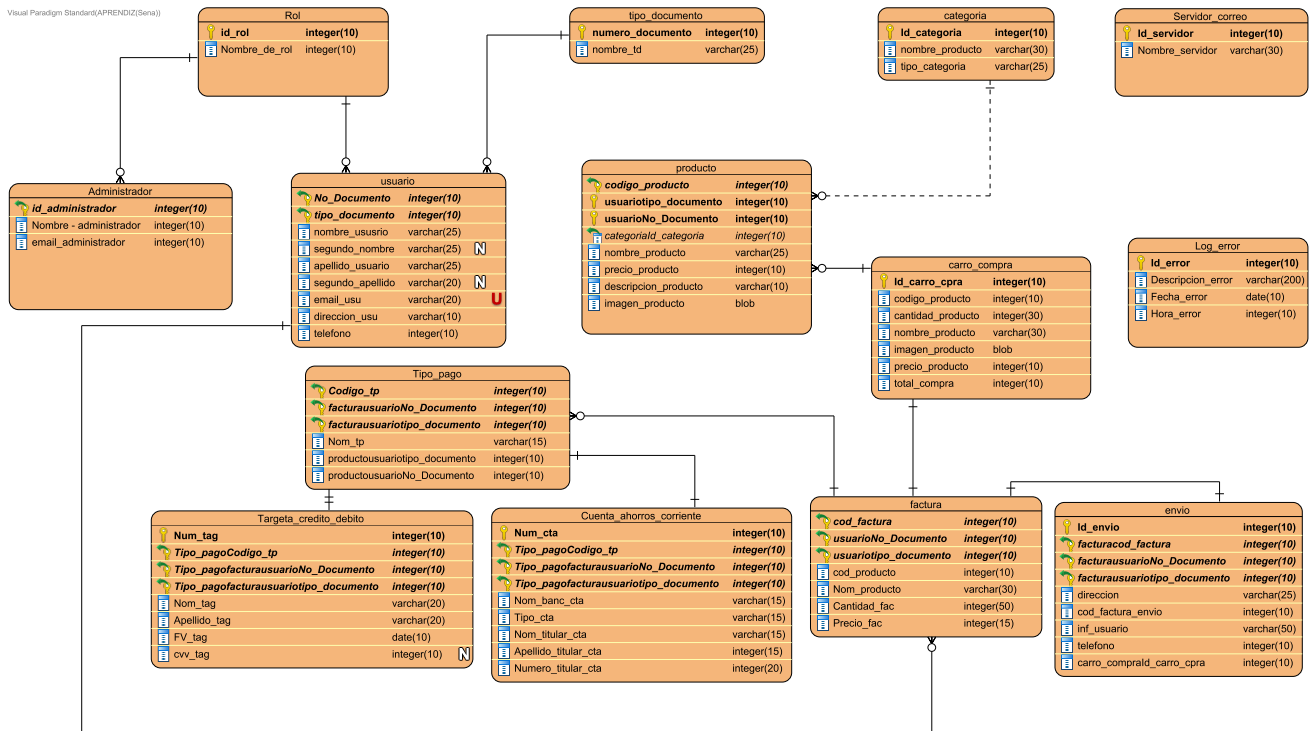 Visual Paradigm Standard(APRENDIZ(Sena))
Rol
id_rol integer(10)
Nombre_de_rol integer(10)
tipo_documento
numero_documento integer(10)
nombre_td varchar(25)
categoria
Id_categoria integer(10)
nombre_producto varchar(30)
tipo_categoria varchar(25)
Servidor_correo
Id_servidor integer(10)
Nombre_servidor varchar(30)
Administrador
id_administrador integer(10)
Nombre - administrador integer(10)
email_administrador integer(10)
usuario
No_Documento integer(10)
tipo_documento integer(10)
nombre_ususrio varchar(25)
segundo_nombre varchar(25) N
apellido_usuario varchar(25)
segundo_apellido varchar(20) N
email_usu varchar(20) U
direccion_usu varchar(10)
telefono integer(10)
producto
codigo_producto integer(10)
usuariotipo_documento integer(10)
usuarioNo_Documento integer(10)
categoriaId_categoria integer(10)
nombre_producto varchar(25)
precio_producto integer(10)
descripcion_producto varchar(10)
imagen_producto blob
carro_compra
Id_carro_cpra integer(10)
codigo_producto integer(10)
cantidad_producto integer(30)
nombre_producto varchar(30)
imagen_producto blob
precio_producto integer(10)
total_compra integer(10)
Log_error
Id_error integer(10)
Descripcion_error varchar(200)
Fecha_error date(10)
Hora_error integer(10)
Tipo_pago
Codigo_tp integer(10)
facturausuarioNo_Documento integer(10)
facturausuariotipo_documento integer(10)
Nom_tp varchar(15)
productousuariotipo_documento integer(10)
productousuarioNo_Documento integer(10)
Targeta_credito_debito
Num_tag integer(10)
Tipo_pagoCodigo_tp integer(10)
Tipo_pagofacturausuarioNo_Documento integer(10)
Tipo_pagofacturausuariotipo_documento integer(10)
Nom_tag varchar(20)
Apellido_tag varchar(20)
FV_tag date(10)
cvv_tag integer(10) N
Cuenta_ahorros_corriente
Num_cta integer(10)
Tipo_pagoCodigo_tp integer(10)
Tipo_pagofacturausuarioNo_Documento integer(10)
Tipo_pagofacturausuariotipo_documento integer(10)
Nom_banc_cta varchar(15)
Tipo_cta varchar(15)
Nom_titular_cta varchar(15)
Apellido_titular_cta integer(15)
Numero_titular_cta integer(20)
factura
cod_factura integer(10)
usuarioNo_Documento integer(10)
usuariotipo_documento integer(10)
cod_producto integer(10)
Nom_producto varchar(30)
Cantidad_fac integer(50)
Precio_fac integer(15)
envio
Id_envio integer(10)
facturacod_factura integer(10)
facturausuarioNo_Documento integer(10)
facturausuariotipo_documento integer(10)
direccion varchar(25)
cod_factura_envio integer(10)
inf_usuario varchar(50)
telefono integer(10)
carro_compraId_carro_cpra integer(10)